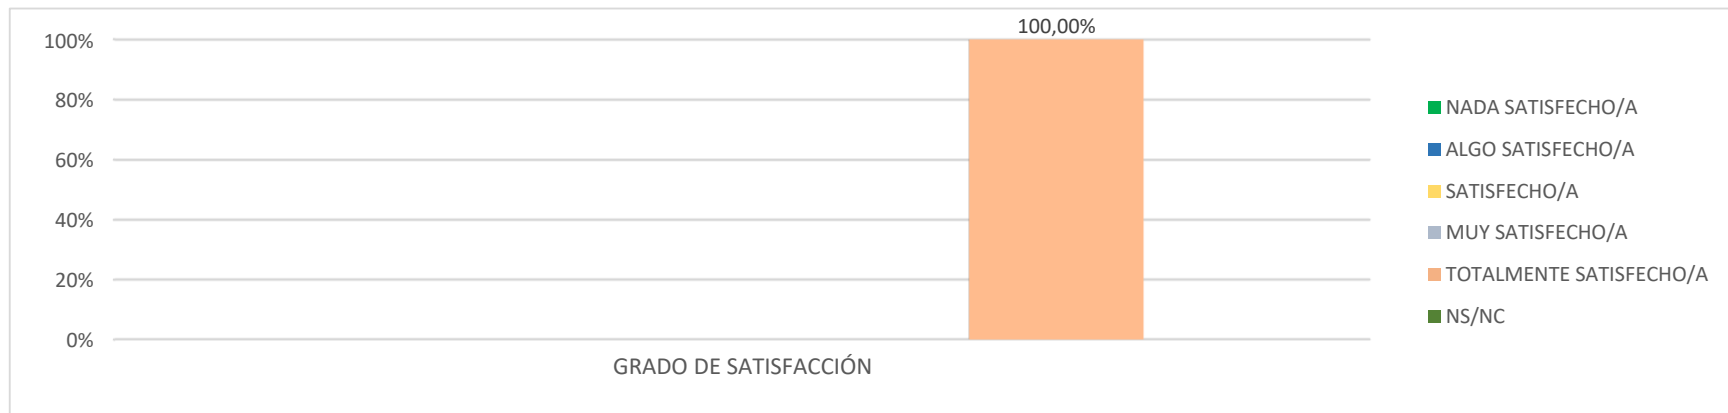 100,00%
100%
80%
60%
40%
20%
0%
GRADO DE SATISFACCIÓN
NADA SATISFECHO/A
ALGO SATISFECHO/A
SATISFECHO/A
MUY SATISFECHO/A
TOTALMENTE SATISFECHO/A
NS/NC